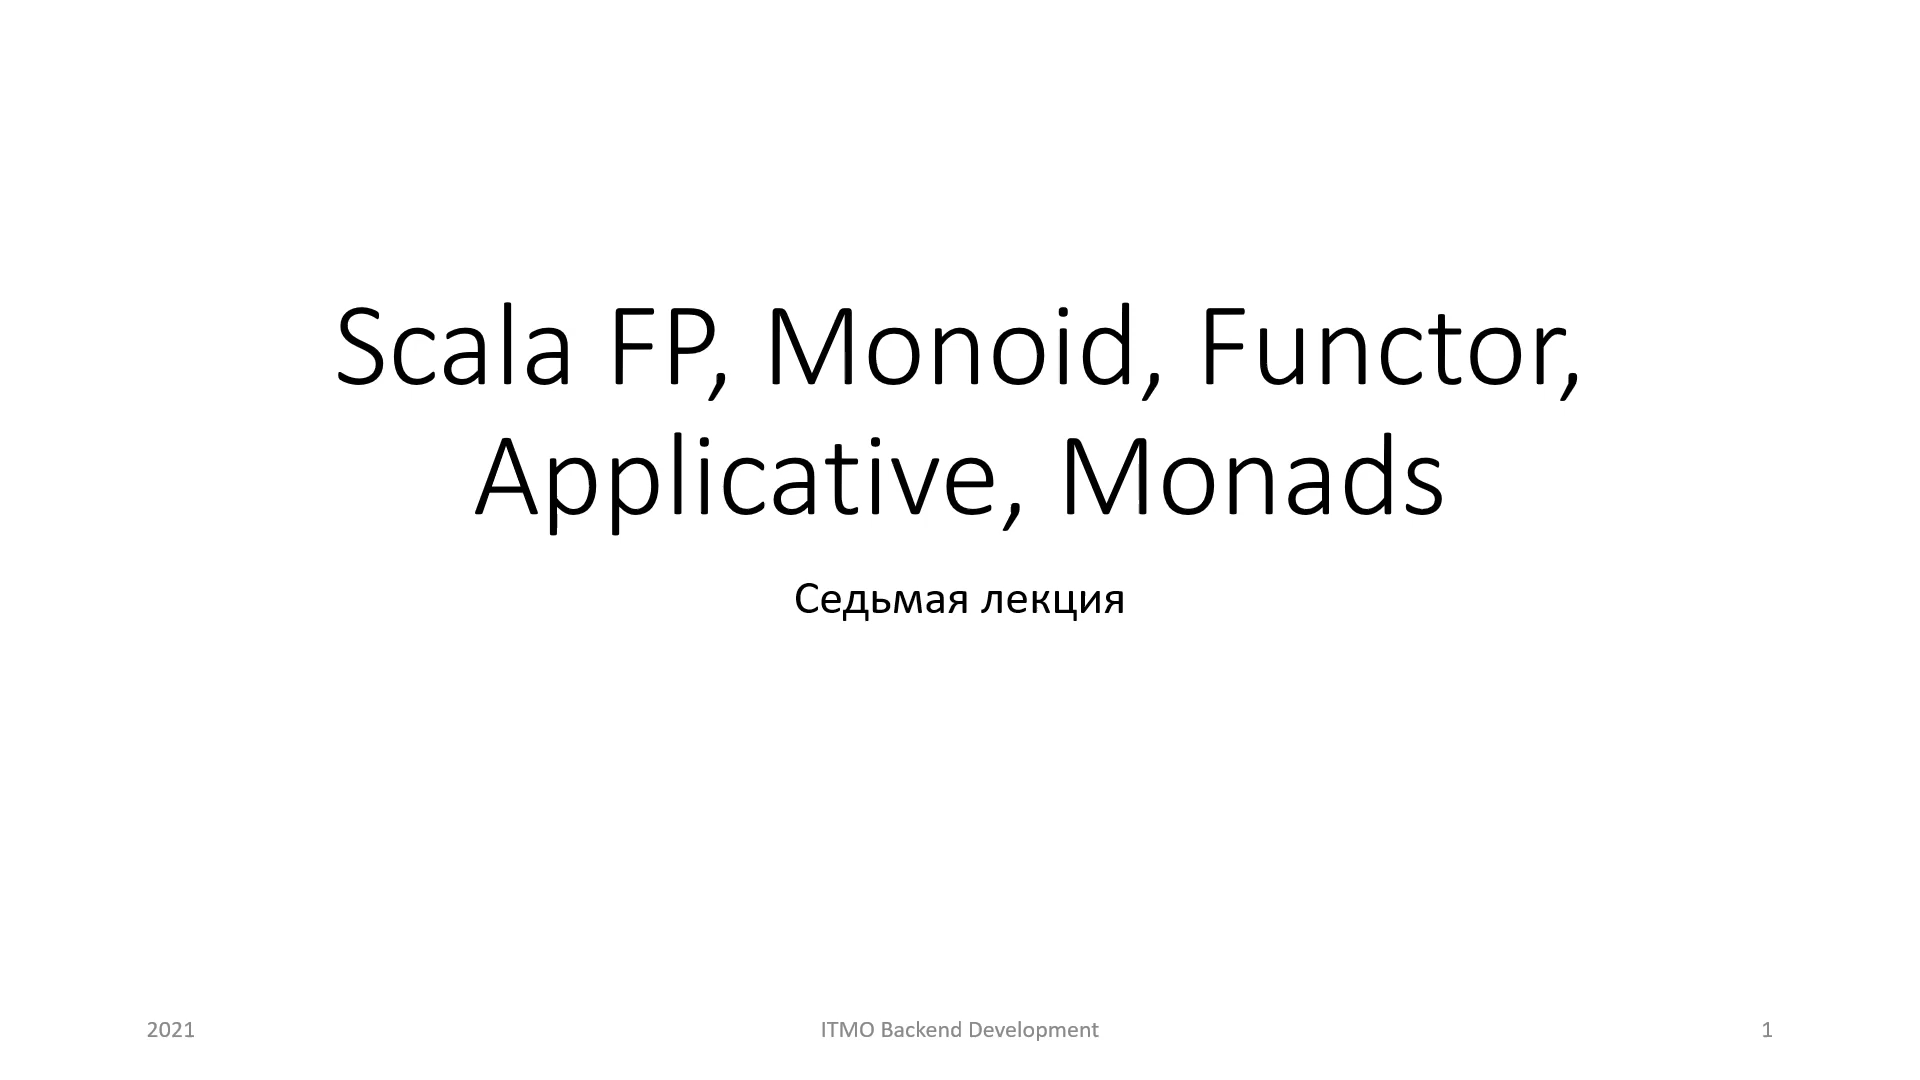 Scala FP, Monoid, Functor,
Applicative, Monads
Седьмая лекция
2021
ITMO Backend Development
1